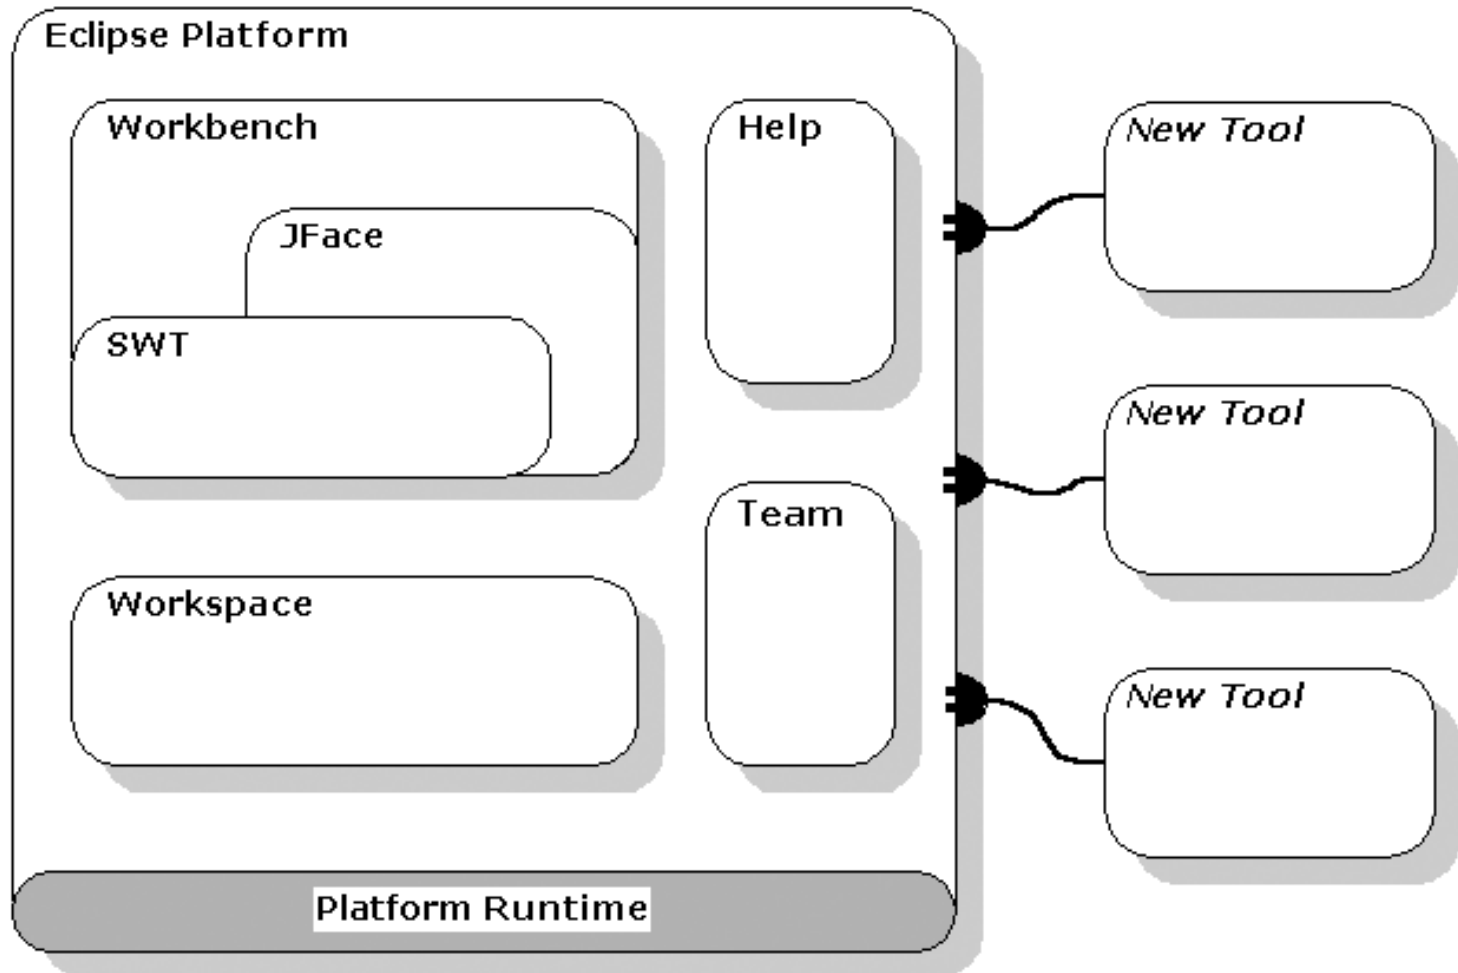 Eclipse Platform
Workbench
JFace
SWT
Workspace
Help
Team
Platform Runtime
New Tool
New Tool
New Tool